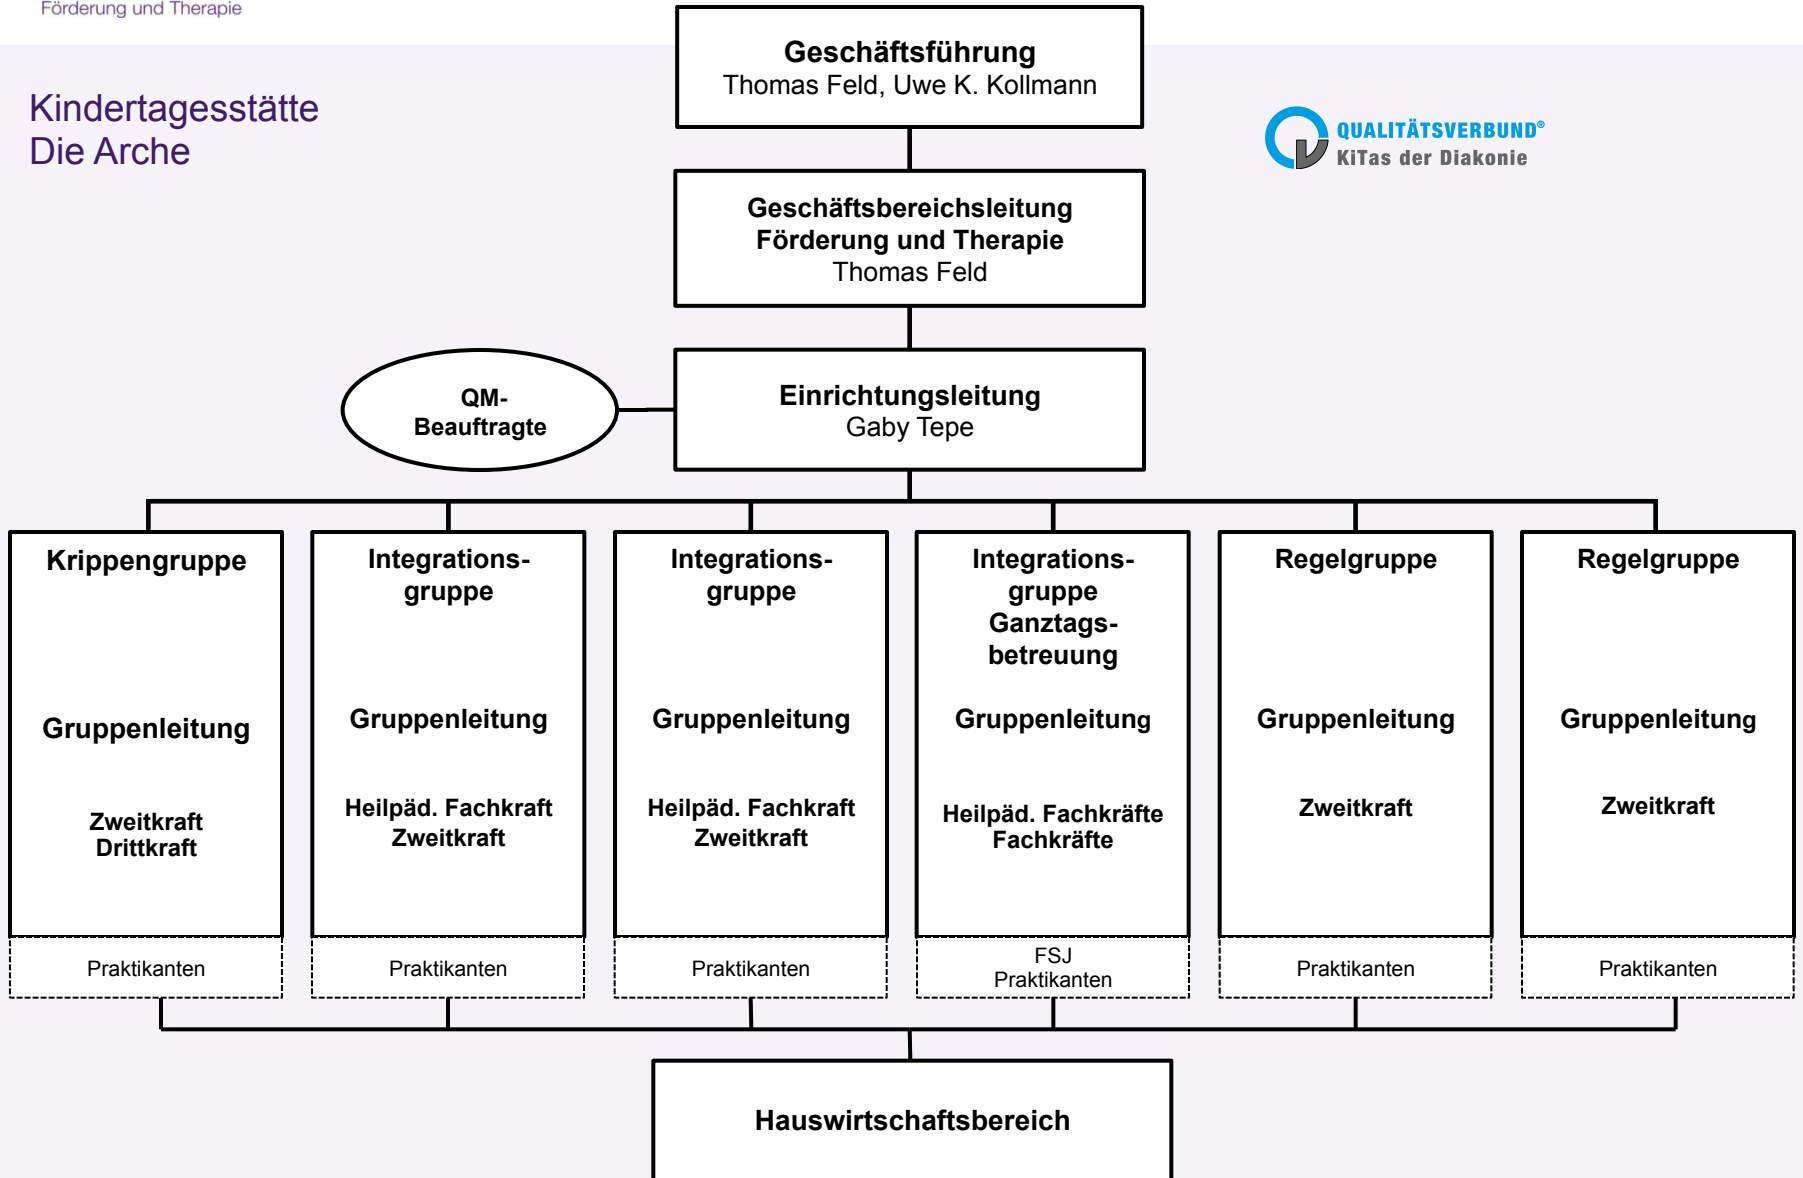 Förderung und Therapie
Geschäftsführung
Thomas Feld, Uwe K. Kollmann
Kindertagesstätte
Die Arche
QUALITÄTSVERBUND®
KiTas der Diakonie
Geschäftsbereichsleitung
Förderung und Therapie
Thomas Feld
QM-
Beauftragte
Einrichtungsleitung
Gaby Tepe
Krippengruppe
Gruppenleitung
Zweitkraft
Drittkraft
Praktikanten
Integrations-
gruppe
Gruppenleitung
Heilpäd. Fachkraft
Zweitkraft
Praktikanten
Integrations-
gruppe
Gruppenleitung
Heilpäd. Fachkraft
Zweitkraft
Praktikanten
Integrations-
gruppe
Ganztags-
betreuung
Gruppenleitung
Heilpäd. Fachkräfte
Fachkräfte
FSJ
Praktikanten
Regelgruppe
Gruppenleitung
Zweitkraft
Praktikanten
Regelgruppe
Gruppenleitung
Zweitkraft
Praktikanten
Hauswirtschaftsbereich